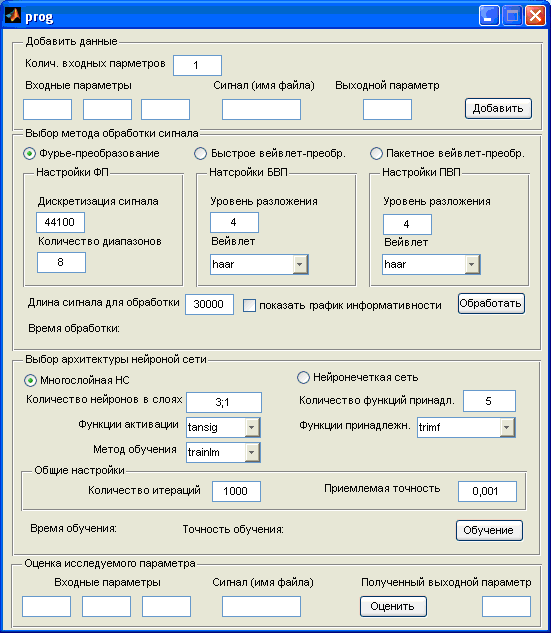 prog
Добавить данные
Колич. входных парметров 1
Входные параметры Сигнал (имя файла) Выходной параметр
Добавить
Выбор метода обработки сигнала
Фурье-преобразование Быстрое вейвлет-преобр. Пакетное вейвлет-преобр.
Настройки ФП Натсройки БВП Настройки ПВП
Дискретизация сигнала Уровень разложения Уровень разложения
44100 4 4
Количество диапазонов Вейвлет Вейвлет
8 haar haar
Длина сигнала для обработки 30000 показать график информативности Обработать
Время обработки:
Выбор архитектуры нейроной сети
Многослойная НС Нейронечеткая сеть
Количество нейронов в слоях 3;1 Количество функций принадл. 5
Функции активации tansig Функции принадлежн. trimf
Метод обучения trainlm
Общие настройки
Количество итераций 1000 Приемлемая точность 0,001
Время обучения: Точность обучения: Обучение
Оценка исследуемого параметра
Входные параметры Сигнал (имя файла) Полученный выходной параметр
Оценить